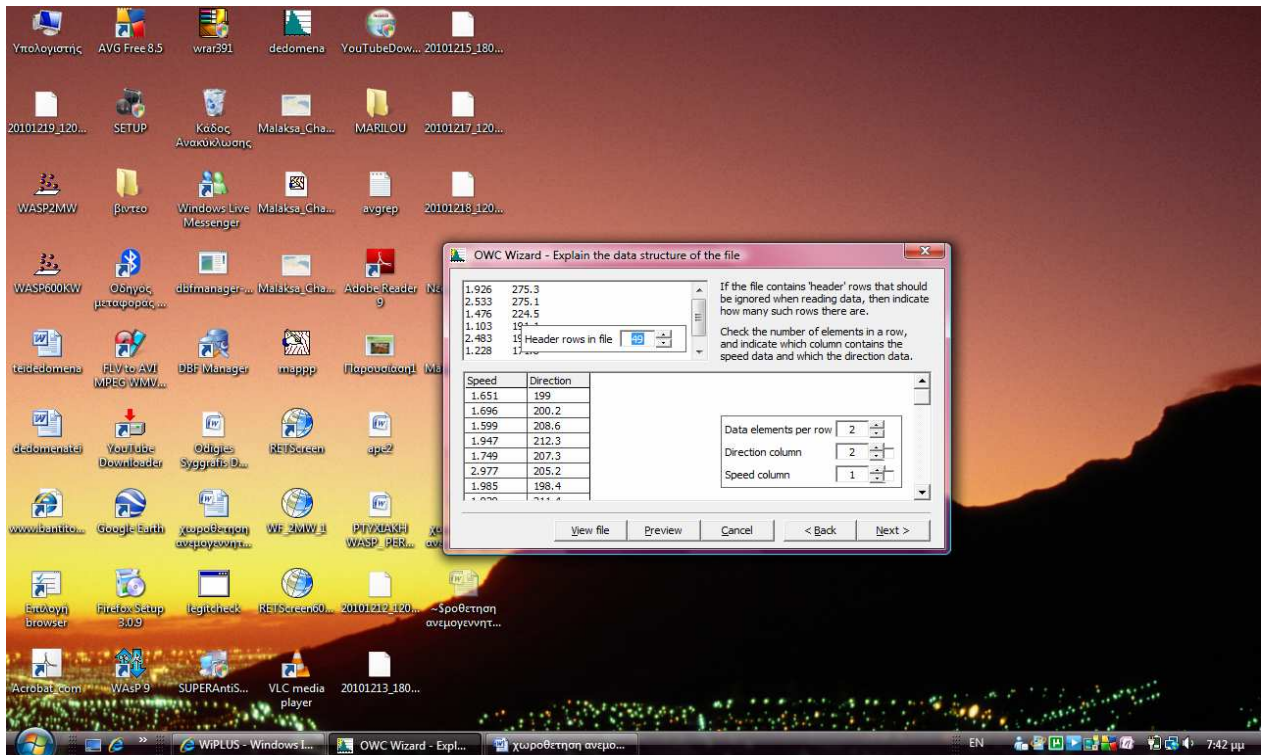 Υπολογιστής
AVG Free 8.5
wrar391
dedomena
YouTubeDow...
20101215_180...
20101219_120...
SETUP
Κάδος
Ανακύκλωσης
Malaksa_Cha...
MARILOU
20101217_120...
WASP2MW
βιντεο
Windows Live
Messenger
Malaksa_Cha...
avgrep
20101218_120...
WASP600KW
Οδηγός
μεταφοράς ...
dbfmanager-...
Malaksa_Cha...
Adobe Reader
9
teidedomena
FLV to AVI
MPEG WMV...
DBF Manager
mappp
Παρουσίαση1
dedomenatei
Youtube
Downloader
Odigies
Syggrafis D...
RETScreen
ape2
www.bantito...
Google Earth
χωροθετηση
ανεμογεννητ...
WF_2MW_1
PTYXIAKH
WASP_PER...
Επιλογή
browser
Firefox Setup
3.0.9
legitcheck
RETScreen60...
20101212_120...
~$ροθετηση
ανεμογεννητ...
Acrobat.com
WAsP 9
SUPERAntiS...
VLC media
player
20101213_180...
OWC Wizard - Explain the data structure of the file
1.926 275.3
2.533 275.1
1.476 224.5
1.103
2.483
1.228
Header rows in file 49
If the file contains 'header' rows that should
be ignored when reading data, then indicate
how many such rows there are.
Check the number of elements in a row,
and indicate which column contains the
speed data and which the direction data.
Speed Direction
1.651 199
1.696 200.2
1.599 208.6
1.947 212.3
1.749 207.3
2.977 205.2
1.985 198.4
Data elements per row 2
Direction column 2
Speed column 1
View file Preview Cancel < Back Next >
WiPLUS - Windows I...
OWC Wizard - Expl...
χωροθετηση ανεμο...
EN
7:42 μμ